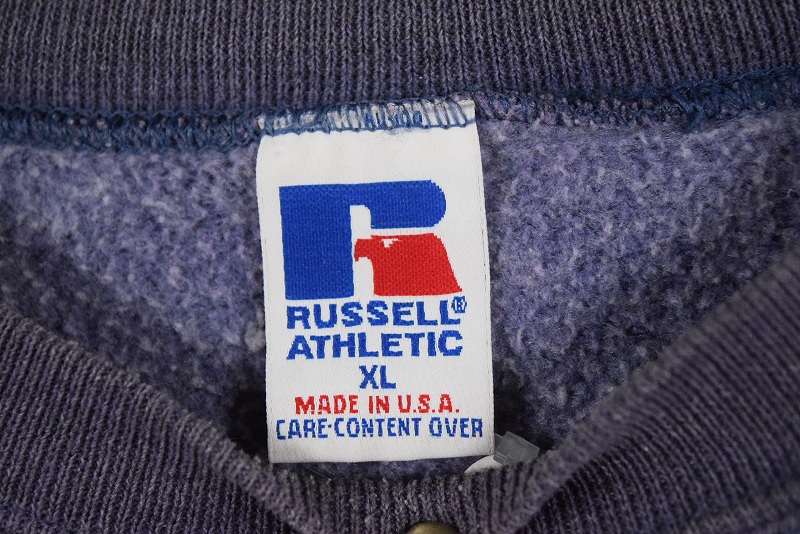 RUSSELL®
ATHLETIC
XL
MADE IN U.S.A.
CARE-CONTENT OVER